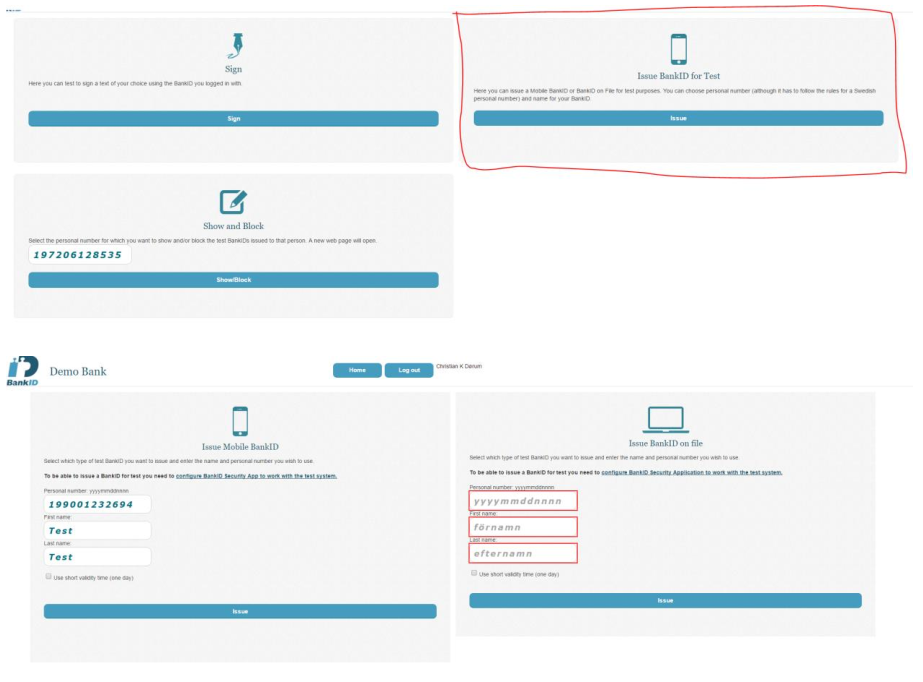 Sign
Here you can test to sign a text of your choice using the BankID you logged in with.
Sign
Issue BankID for Test
Here you can issue a Mobile BankID or BankID on File for test purposes. You can choose personal number (although it has to follow the rules for a Swedish
personal number) and name for your BankID
Issue
Show and Block
Select the personal number for which you want to show and/or block the test BankIDs issued to that person. A new web page will open.
197206128535
Show/Block
BankID
Demo Bank
Home
Log out
Issue Mobile BankID
Select which type of test BankID you want to issue and enter the name and personal number you wish to use.
To be able to issue a BankID for test you need to configure BankID Security App to work with the test system.
Personal number: yyyymmddnnnn
199001232694
First name:
Test
Last name:
Test
Use short validity time (one day)
Issue
Issue BankID on file
Select which type of test BankID you want to issue and enter the name and personal number you wish to use
To be able to issue a BankID for test you need to configure BankID Security Application to work with the test system.
Personal number: yyyymmddnnnn
yyyymmddnnnn
First name:
förnamn
Last name:
efternamn
Use short validity time (one day)
Issue